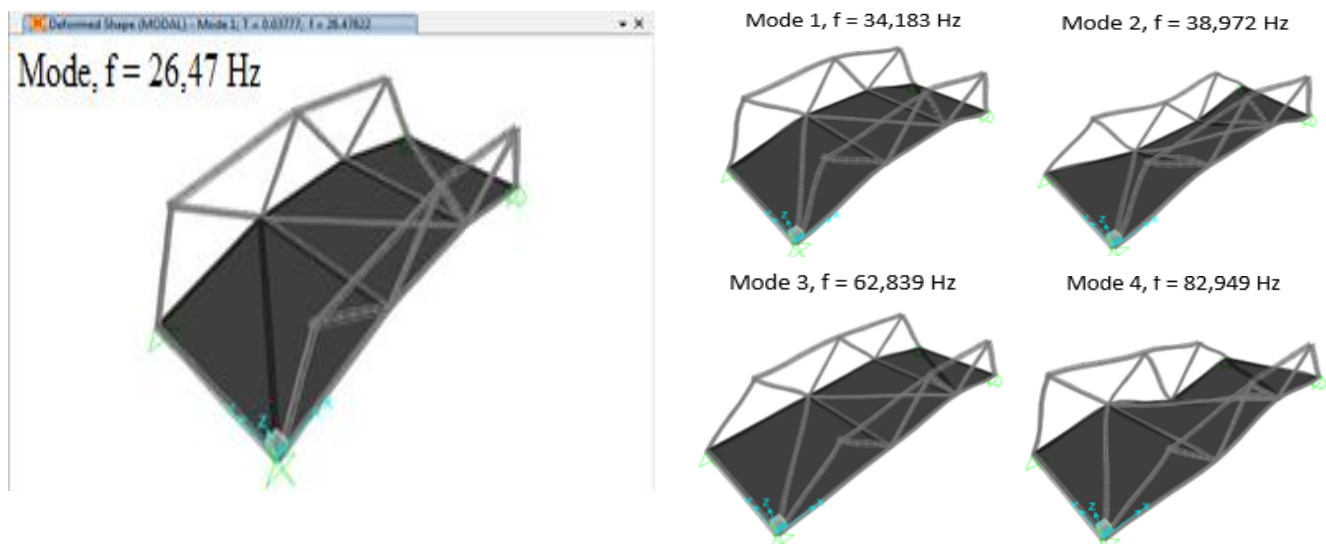 Deformed Shape (MODAL) - Mode 1; T = 0.03777; f = 26.47822
Mode, f = 26,47 Hz
Mode 1, f = 34,183 Hz
Mode 2, f = 38,972 Hz
Mode 3, f = 62,839 Hz
Mode 4, f = 82,949 Hz
Z
Z
Z
Z
X
Z
X